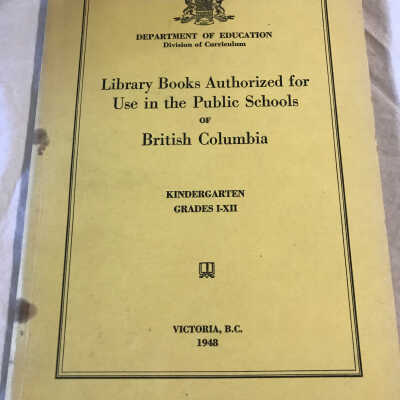 DEPARTMENT OF EDUCATION
Division of Curriculum
Library Books Authorized for
Use in the Public Schools
OF
British Columbia
KINDERGARTEN
GRADES I-XII
VICTORIA, B.C.
1948